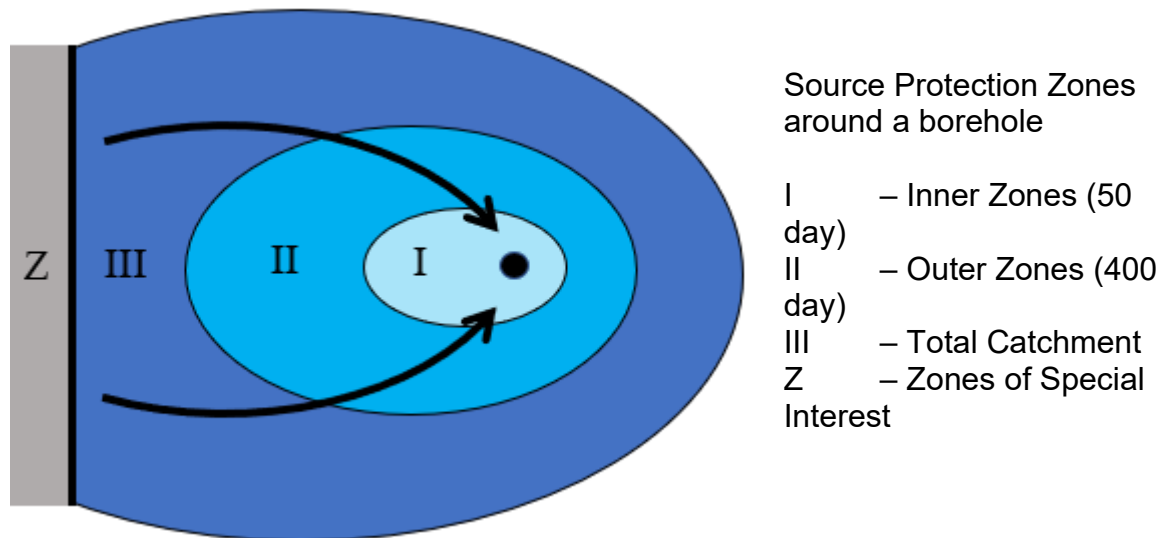 Z
III
II
I
Source Protection Zones
around a borehole
I – Inner Zones (50
day)
II – Outer Zones (400
day)
III – Total Catchment
Z – Zones of Special
Interest